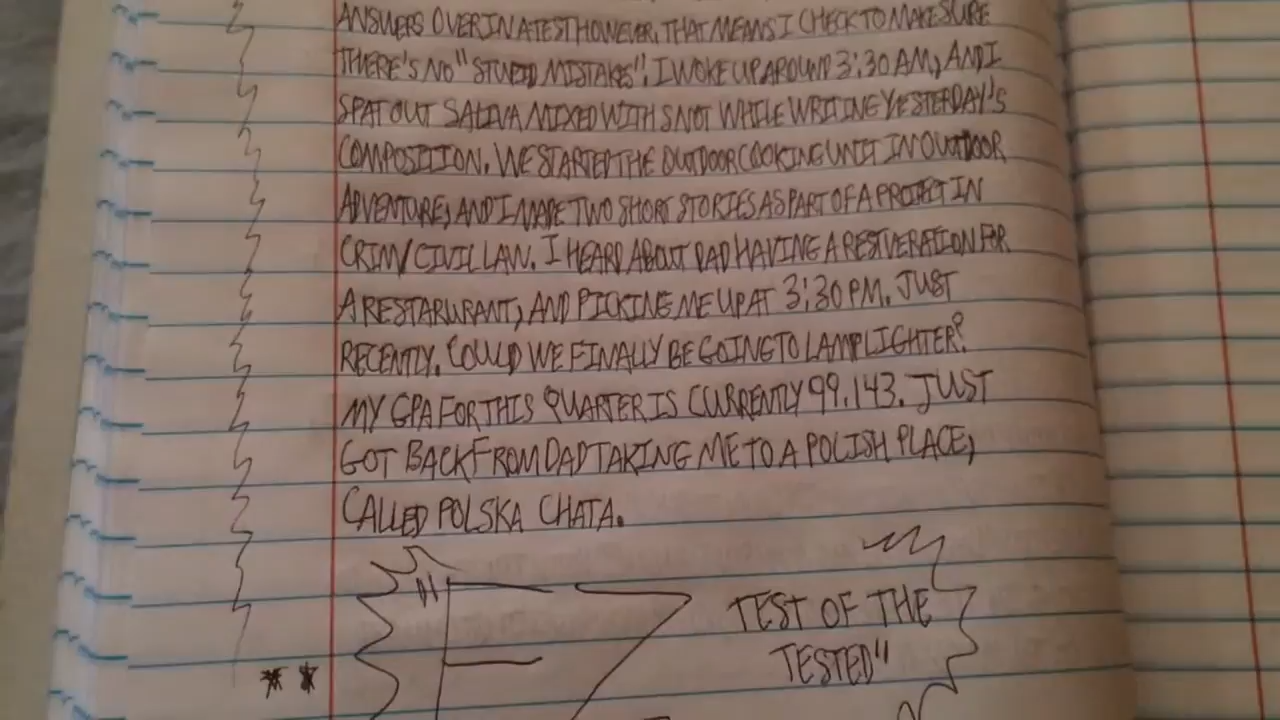 ANSWERS OVER IN A TEST HOWEVER, THAT MEANS I CHECK TO MAKE SURE
THERE'S NO "STUPID MISTAKES". I WOKE UP AROUND 3:30 AM, AND I
SPAT OUT SALIVA MIXED WITH SNOT WHILE WRITING YESTERDAY'S
COMPOSITION. WE STARTED THE OUTDOOR COOKING UNIT IN OUTDOOR
ADVENTURE, AND I MADE TWO SHORT STORIES AS PART OF A PROJECT IN
CRIM/CIVIL LAW. I HEARD ABOUT DAD HAVING A RESTVERATION FOR
A RESTARURANT, AND PICKING ME UP AT 3:30 PM. JUST
RECENTLY. COULD WE FINALLY BE GOING TO LAMPLIGHTER?
MY GPA FOR THIS QUARTER IS CURRENTLY 99.143. JUST
GOT BACK FROM DAD TAKING ME TO A POLISH PLACE,
CALLED POLSKA CHATA.
TEST OF THE
TESTED"